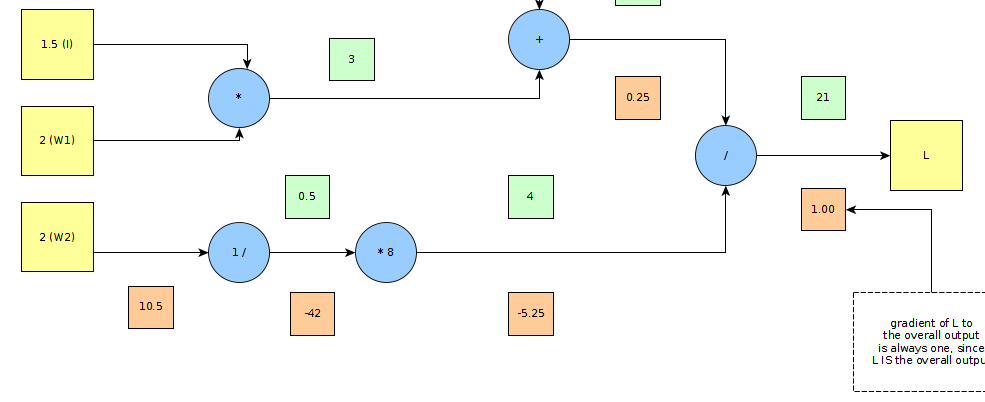 1.5 (I)
*
3
+
0.25
21
2 (W1)
/
L
2 (W2)
0.5
4
1.00
1 /
* 8
10.5
-42
-5.25
gradient of L to
the overall output
is always one, since
L IS the overall